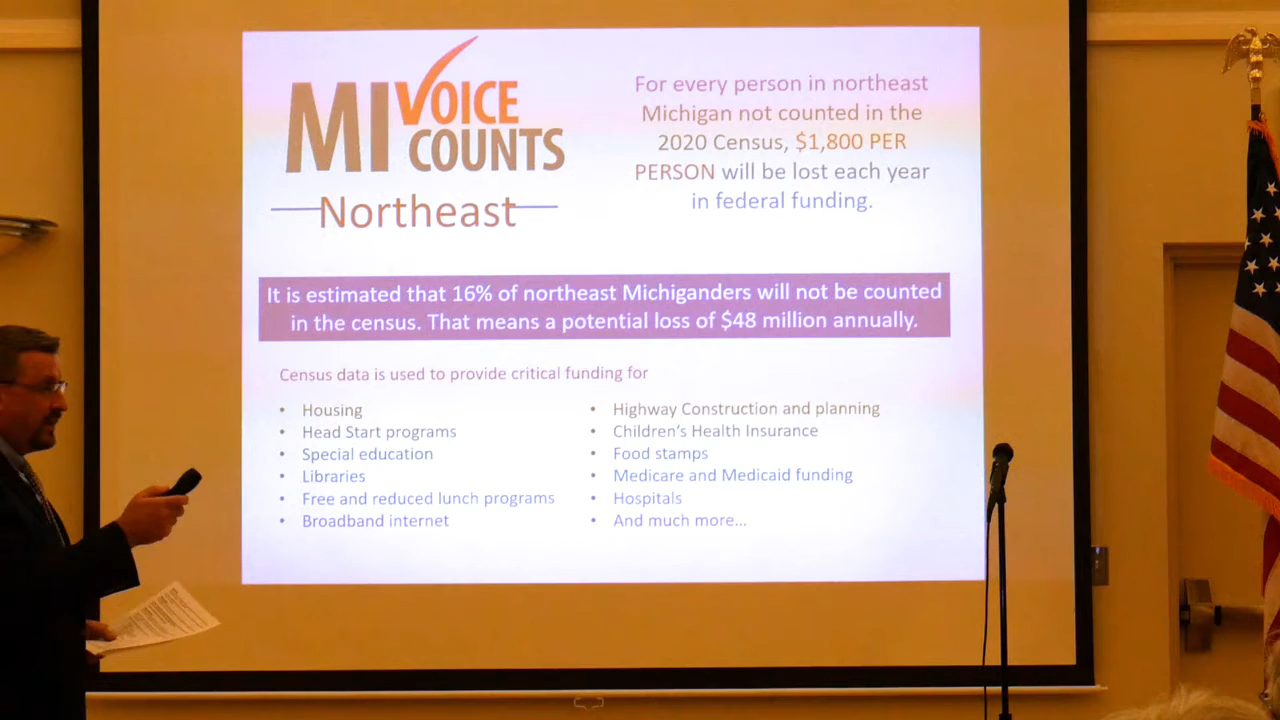 MI VOICE
COUNTS
Northeast
For every person in northeast
Michigan not counted in the
2020 Census, $1,800 PER
PERSON will be lost each year
in federal funding.
It is estimated that 16% of northeast Michiganders will not be counted
in the census. That means a potential loss of $48 million annually.
Census data is used to provide critical funding for
• Housing
• Head Start programs
• Special education
• Libraries
• Free and reduced lunch programs
• Broadband internet
• Highway Construction and planning
• Children's Health Insurance
• Food stamps
• Medicare and Medicaid funding
• Hospitals
• And much more...